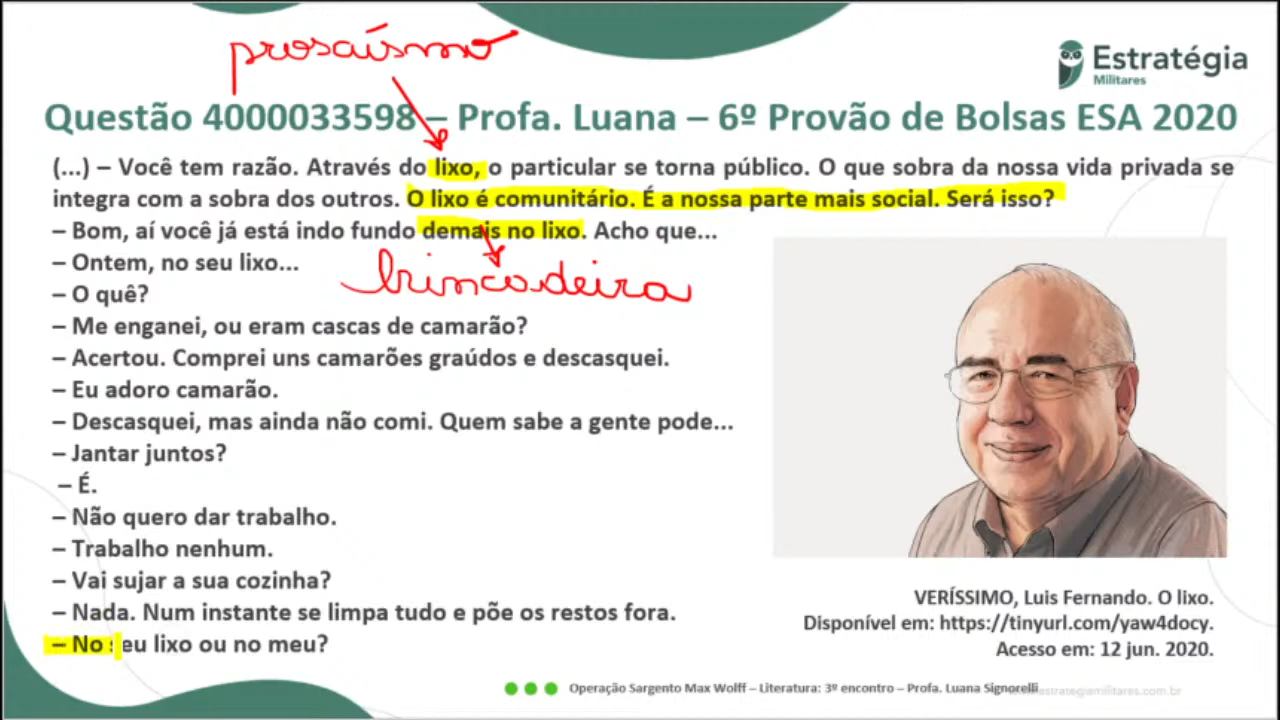 prosaísmo
Estratégia
Militares
Questão 4000033598 – Profa. Luana – 6º Provão de Bolsas ESA 2020
(...) – Você tem razão. Através do lixo, o particular se torna público. O que sobra da nossa vida privada se
integra com a sobra dos outros. O lixo é comunitário. É a nossa parte mais social. Será isso?
– Bom, aí você já está indo fundo demais no lixo. Acho que...
– Ontem, no seu lixo...
brincadeira
– O quê?
– Me enganei, ou eram cascas de camarão?
– Acertou. Comprei uns camarões graúdos e descasquei.
– Eu adoro camarão.
– Descasquei, mas ainda não comi. Quem sabe a gente pode...
– Jantar juntos?
– É.
– Não quero dar trabalho.
– Trabalho nenhum.
– Vai sujar a sua cozinha?
– Nada. Num instante se limpa tudo e põe os restos fora.
– No seu lixo ou no meu?
VERÍSSIMO, Luis Fernando. O lixo.
Disponível em: https://tinyurl.com/yaw4docy.
Acesso em: 12 jun. 2020.
Operação Sargento Max Wolff – Literatura: 3º encontro – Profa. Luana Signorelli